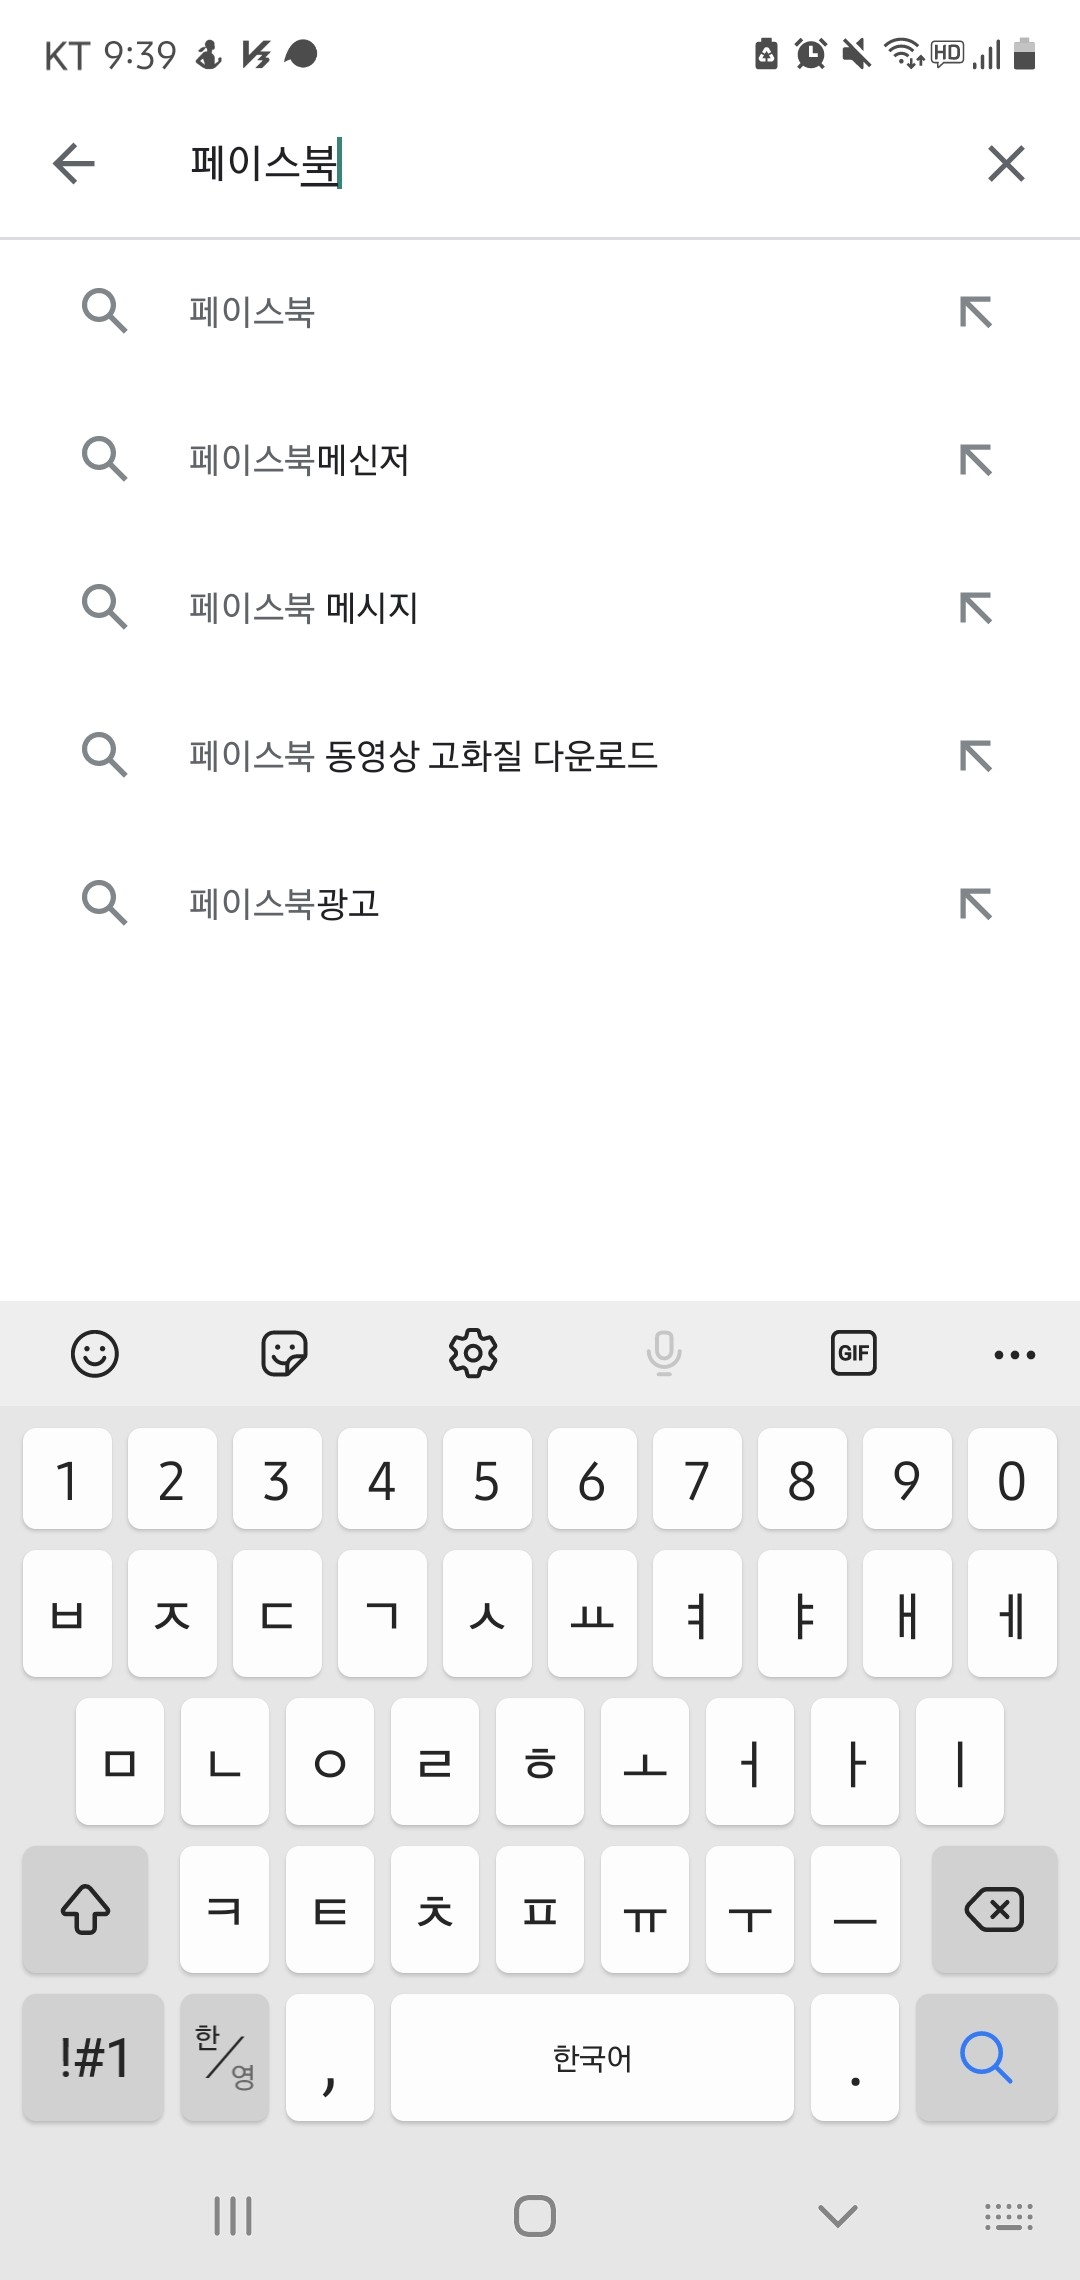 KT 9:39
HD
페이스북
페이스북
페이스북메신저
페이스북 메시지
페이스북 동영상 고화질 다운로드
페이스북광고
GIF
1 2 3 4 5 6 7 8 9 0
ㅂ ㅈ ㄷ ㄱ ㅅ ㅛ ㅕ ㅑ ㅐ ㅔ
ㅁ ㄴ ㅇ ㄹ ㅎ ㅗ ㅓ ㅏ ㅣ
ㅋ ㅌ ㅊ ㅍ ㅠ ㅜ ㅡ
!#1 한/영 , 한국어 .